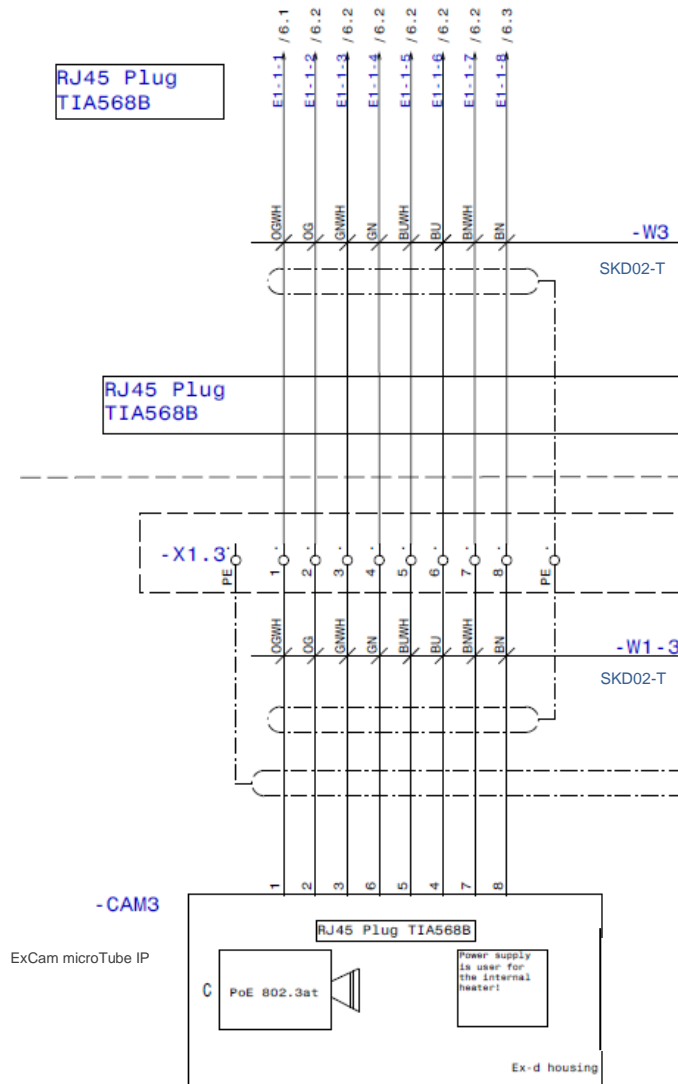 /6.1 /6.2 /6.2 /6.2 /6.2 /6.2 /6.2 /6.3
RJ45 Plug
TIA568B
E1-1-1 E1-1-2 E1-1-3 E1-1-4 E1-1-5 E1-1-6 E1-1-7 E1-1-8
OGWH OG GNWH GN BUWH BU BNWH BN
-W3
SKD02-T
RJ45 Plug
TIA568B
-X1.3
PE 1 2 3 4 5 6 7 8 PE
OGWH OG GNWH GN BUWH BU BNWH BN
-W1-3
SKD02-T
1 2 3 6 5 4 7 8
-CAM3
RJ45 Plug TIA568B
ExCam microTube IP
C
PoE 802.3at
Power supply
is user for
the internal
heater!
Ex-d housing